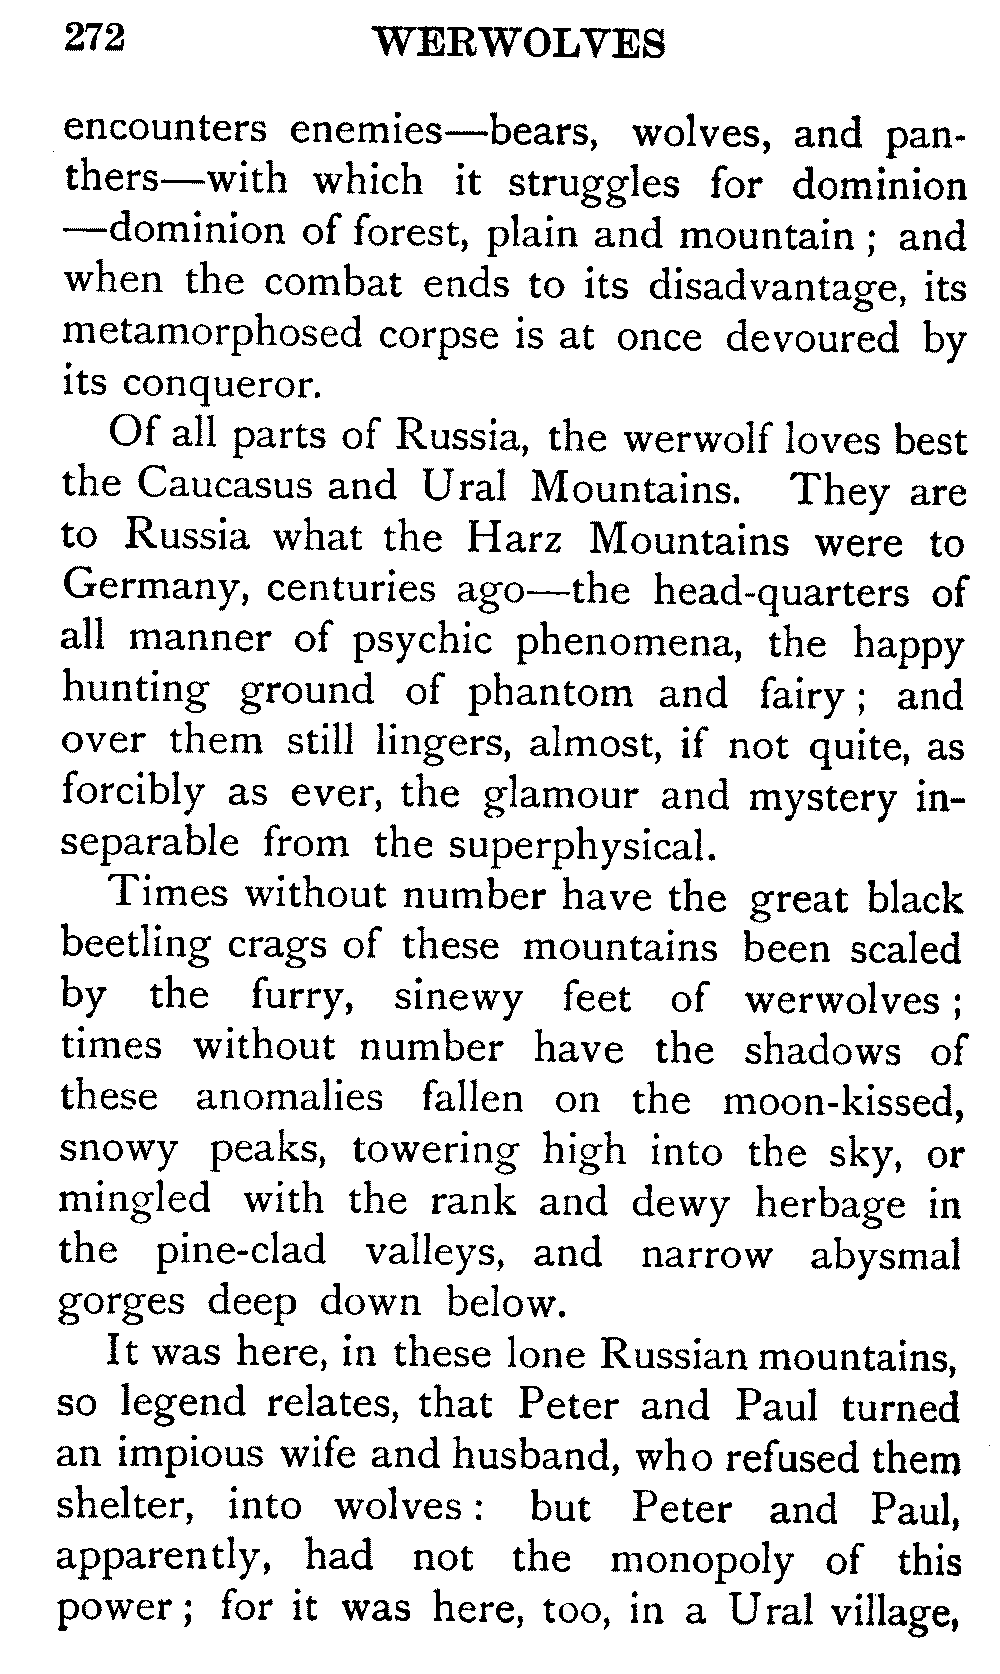 272 WERWOLVES
encounters enemies—bears, wolves, and pan-
thers—with which it struggles for dominion
—dominion of forest, plain and mountain ; and
when the combat ends to its disadvantage, its
metamorphosed corpse is at once devoured by
its conqueror.
Of all parts of Russia, the werwolf loves best
the Caucasus and Ural Mountains. They are
to Russia what the Harz Mountains were to
Germany, centuries ago—the head-quarters of
all manner of psychic phenomena, the happy
hunting ground of phantom and fairy ; and
over them still lingers, almost, if not quite, as
forcibly as ever, the glamour and mystery in-
separable from the superphysical.
Times without number have the great black
beetling crags of these mountains been scaled
by the furry, sinewy feet of werwolves ;
times without number have the shadows of
these anomalies fallen on the moon-kissed,
snowy peaks, towering high into the sky, or
mingled with the rank and dewy herbage in
the pine-clad valleys, and narrow abysmal
gorges deep down below.
It was here, in these lone Russian mountains,
so legend relates, that Peter and Paul turned
an impious wife and husband, who refused them
shelter, into wolves : but Peter and Paul,
apparently, had not the monopoly of this
power ; for it was here, too, in a Ural village,